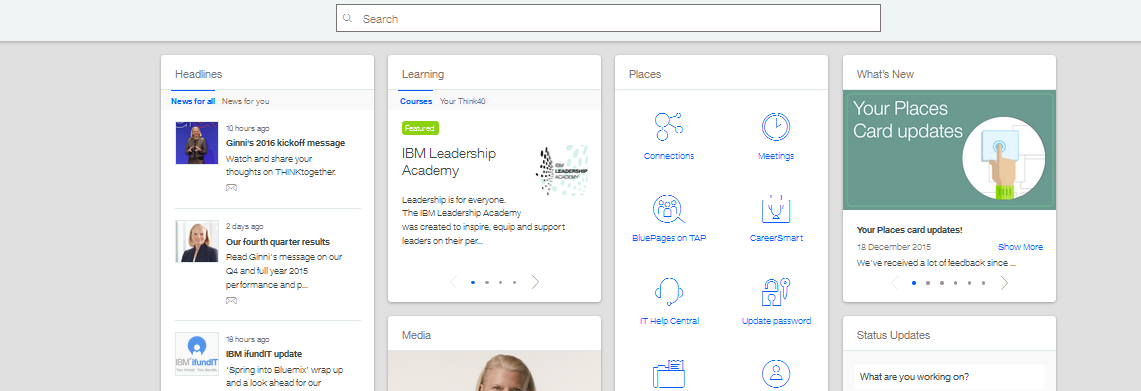 Search
Headlines
News for all
News for you
10 hours ago
Ginni's 2016 kickoff message
Watch and share your
thoughts on THINKtogether.
2 days ago
Our fourth quarter results
Read Ginni's message on our
Q4 and full year 2015
performance and p...
IBM ifundIT
18 hours ago
IBM ifundIT update
'Spring into Bluemix' wrap up
and a look ahead for our
Learning
Courses
Your Think40
Featured
IBM Leadership
Academy
IBM
LEADERSHIP
ACADEMY
Leadership is for everyone.
The IBM Leadership Academy
was created to inspire, equip and support
leaders on their per...
Media
Places
Connections
Meetings
BluePages on TAP
CareerSmart
IT Help Central
Update password
What's New
Your Places
Card updates
Your Places card updates!
18 December 2015
Show More
We've received a lot of feedback since ...
Status Updates
What are you working on?